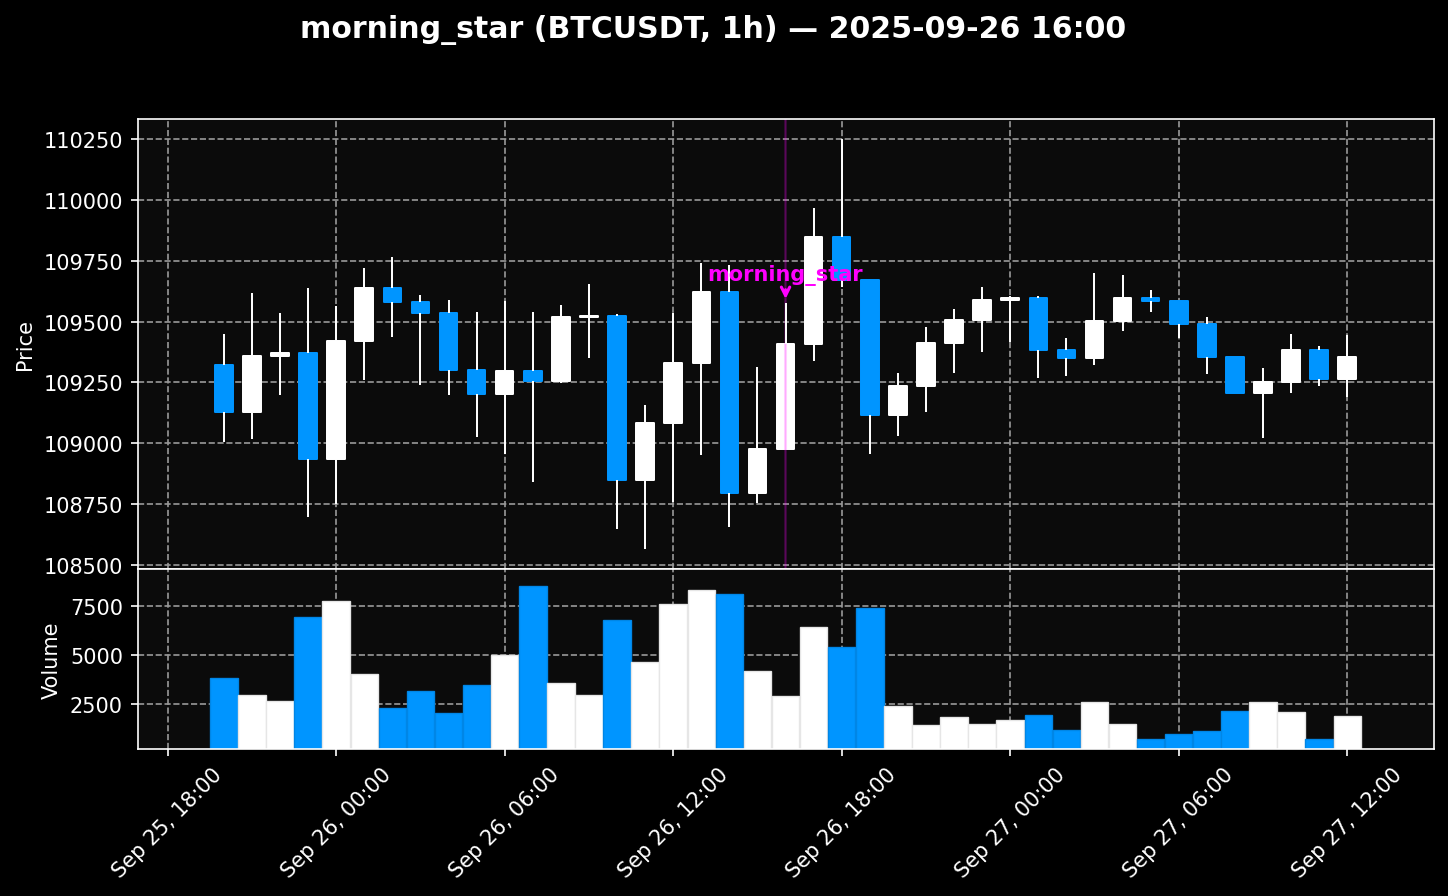 morning_star (BTCUSDT, 1h) — 2025-09-26 16:00
Price
110250
110000
109750
109500
109250
109000
108750
108500
morning_star
Volume
7500
5000
2500
Sep 25, 18:00
Sep 26, 00:00
Sep 26, 06:00
Sep 26, 12:00
Sep 26, 18:00
Sep 27, 00:00
Sep 27, 06:00
Sep 27, 12:00